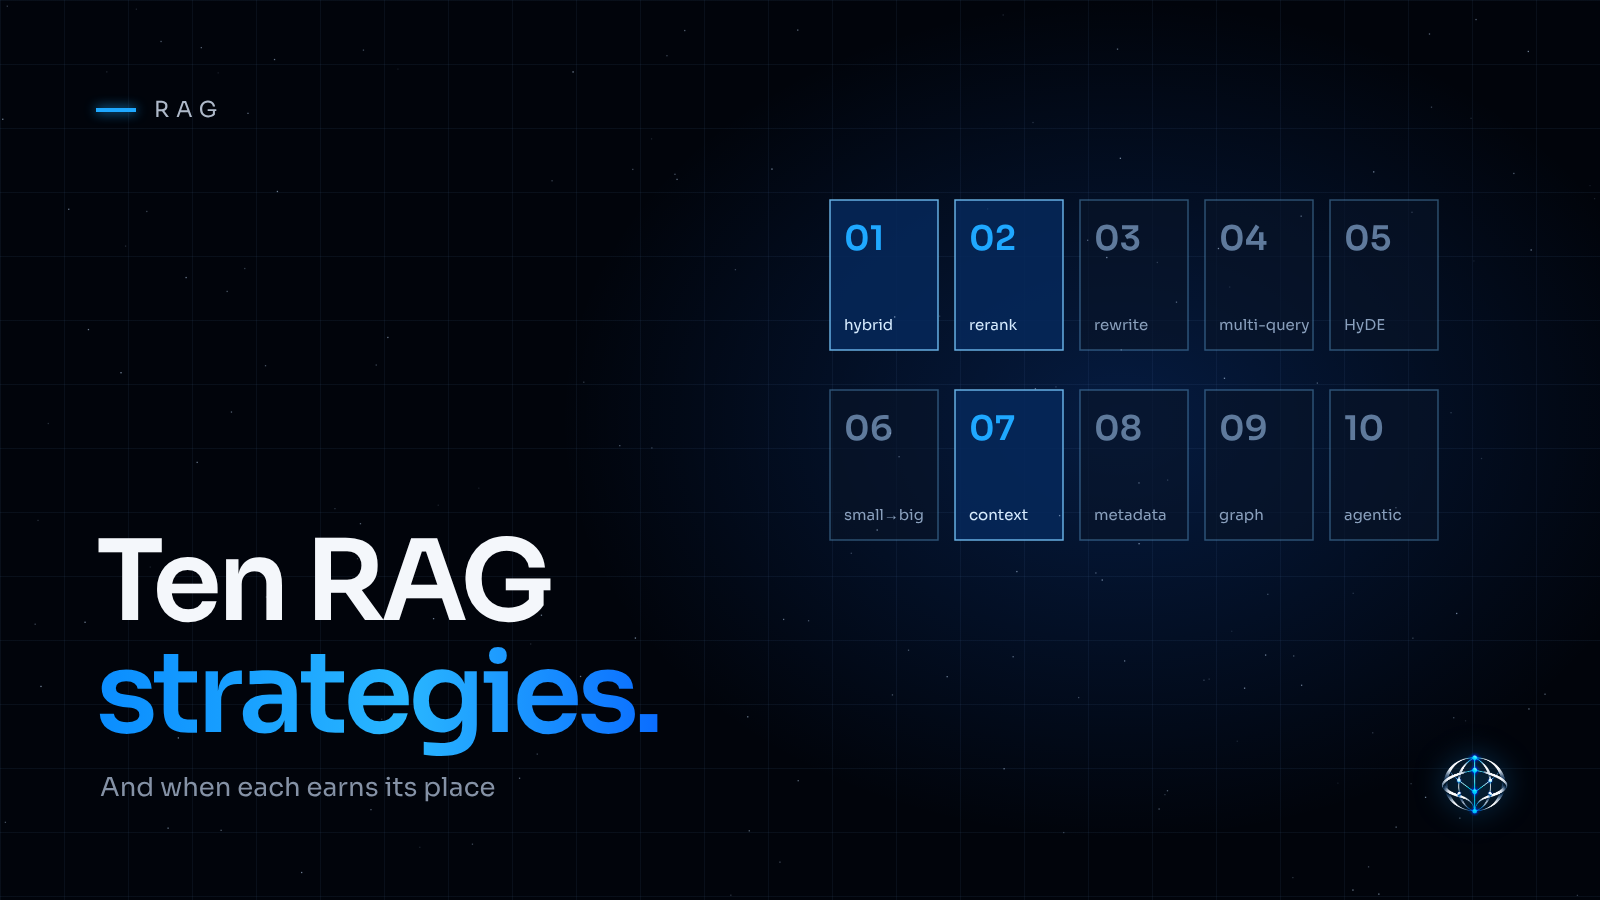 RAG
01
02
03
04
05
hybrid
rerank
rewrite
multi-query
HyDE
06
07
08
09
10
small→big
context
metadata
graph
agentic
Ten RAG
strategies.
And when each earns its place